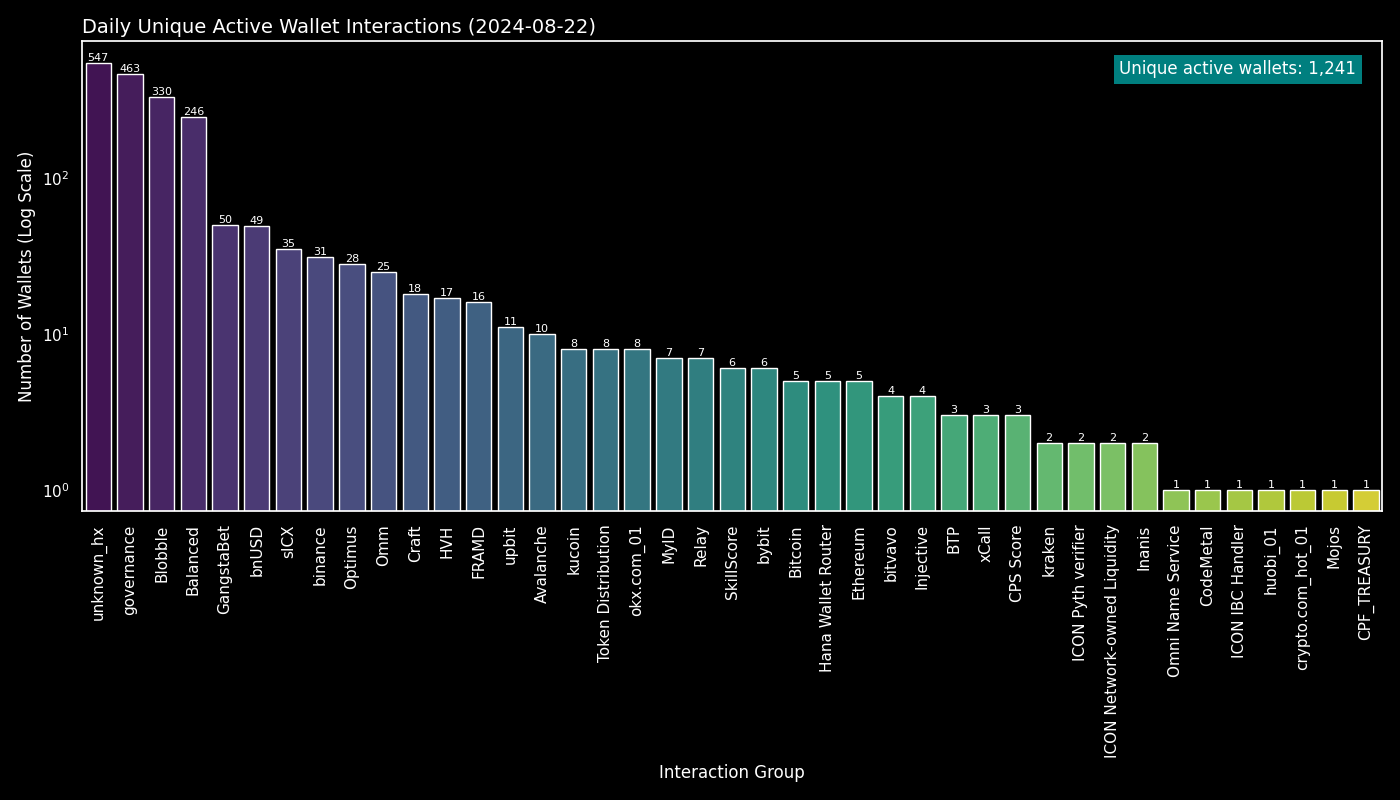 Daily Unique Active Wallet Interactions (2024-08-22)
Unique active wallets: 1,241
Number of Wallets (Log Scale)
10²
10¹
10⁰
547
463
330
246
50
49
35
31
28
25
18
17
16
11
10
8
8
8
7
7
6
6
5
5
5
4
4
3
3
3
2
2
2
2
1
1
1
1
1
1
1
unknown_hx
governance
Blobble
Balanced
GangstaBet
bnUSD
sICX
binance
Optimus
Omm
Craft
HVH
FRAMD
upbit
Avalanche
kucoin
Token Distribution
okx.com_01
MyID
Relay
SkillScore
bybit
Bitcoin
Hana Wallet Router
Ethereum
bitvavo
Injective
BTP
xCall
CPS Score
kraken
ICON Pyth verifier
ICON Network-owned Liquidity
Inanis
Omni Name Service
CodeMetal
ICON IBC Handler
huobi_01
crypto.com_hot_01
Mojos
CPF_TREASURY
Interaction Group